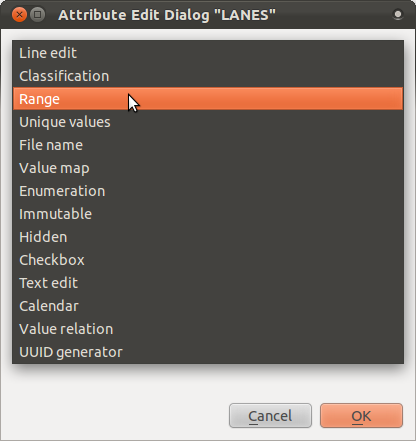 Attribute Edit Dialog "LANES"
Line edit
Classification
Range
Unique values
File name
Value map
Enumeration
Immutable
Hidden
Checkbox
Text edit
Calendar
Value relation
UUID generator
Cancel OK